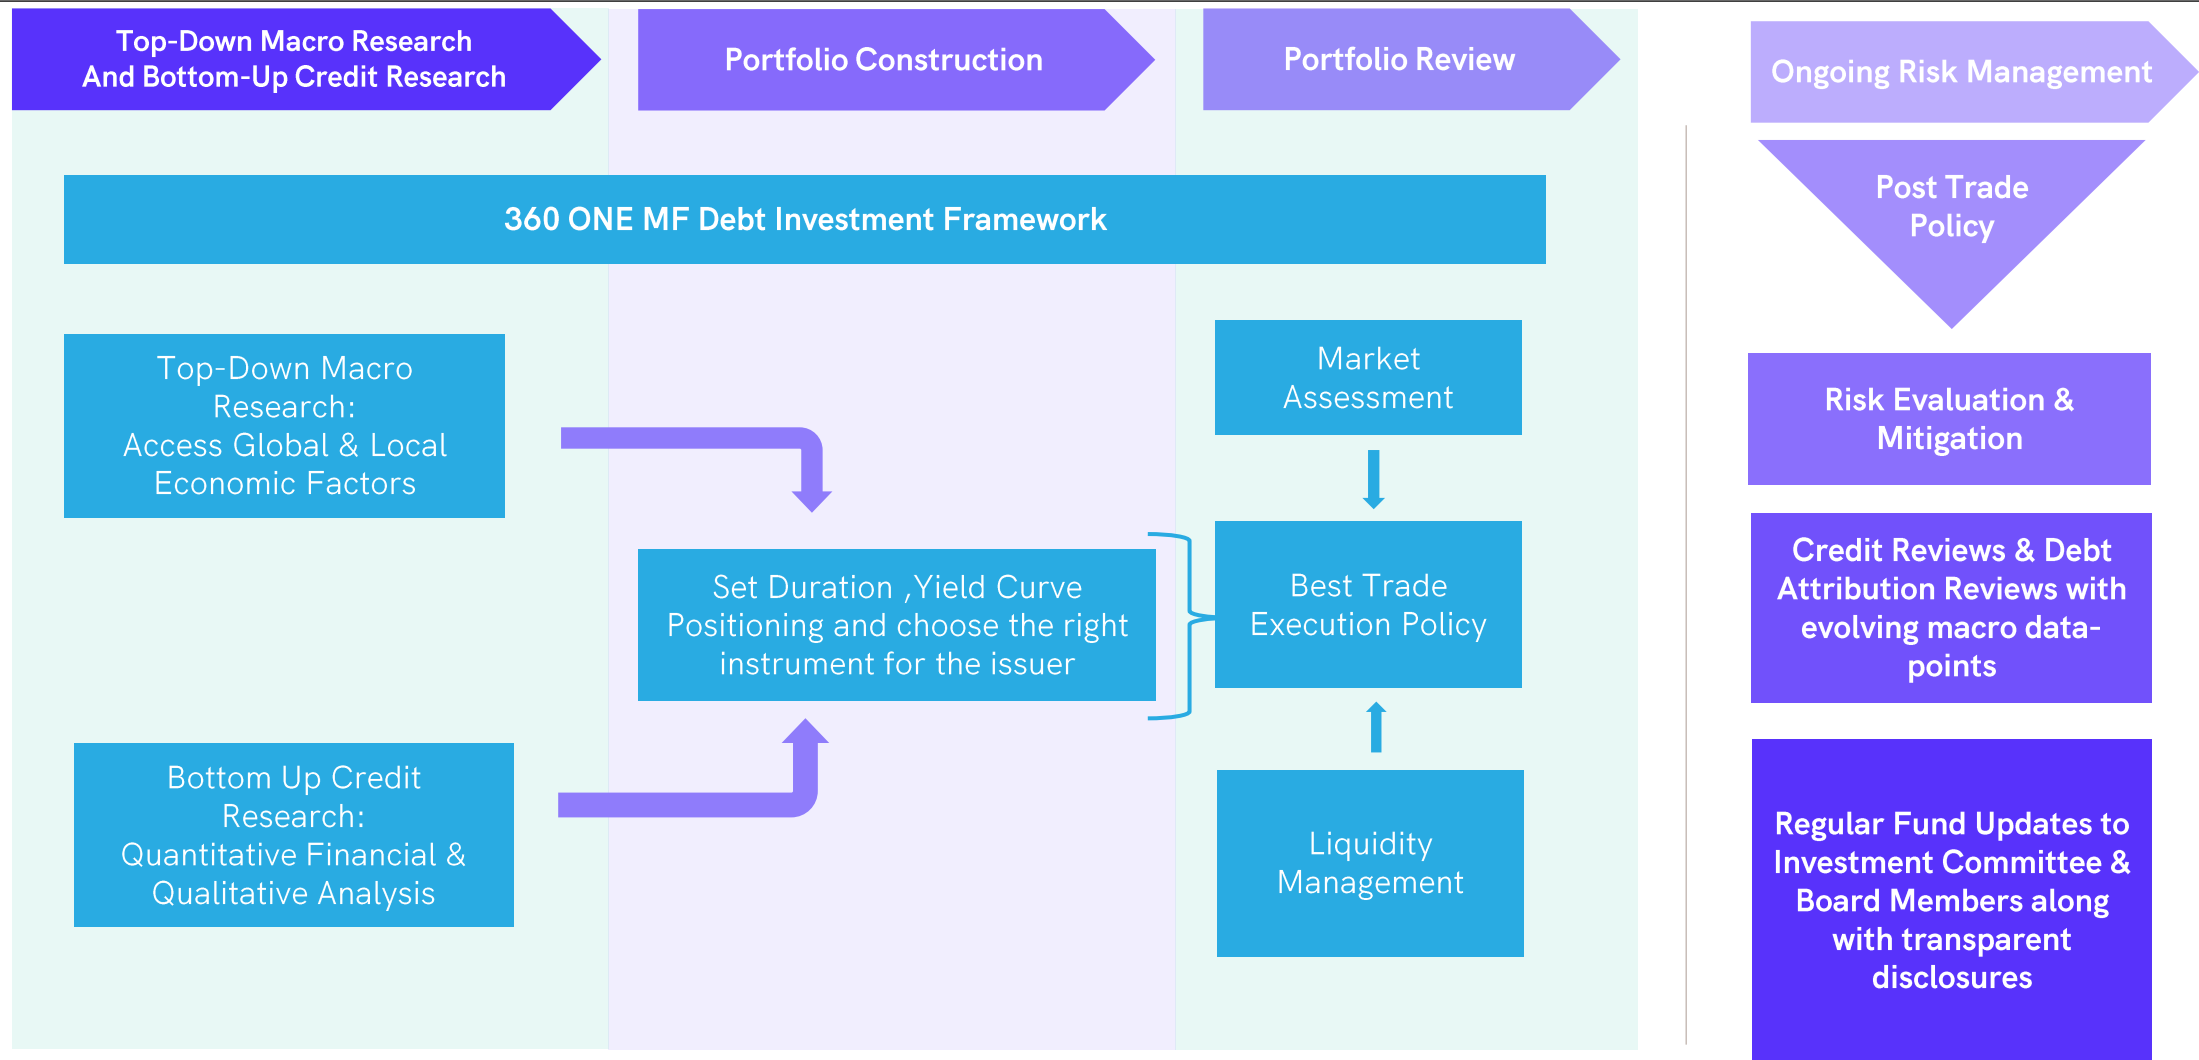 Top-Down Macro Research
And Bottom-Up Credit Research
Portfolio Construction
Portfolio Review
Ongoing Risk Management
360 ONE MF Debt Investment Framework
Top-Down Macro
Research:
Access Global & Local
Economic Factors
Bottom Up Credit
Research:
Quantitative Financial &
Qualitative Analysis
Set Duration ,Yield Curve
Positioning and choose the right
instrument for the issuer
Market
Assessment
Best Trade
Execution Policy
Liquidity
Management
Post Trade
Policy
Risk Evaluation &
Mitigation
Credit Reviews & Debt
Attribution Reviews with
evolving macro data-
points
Regular Fund Updates to
Investment Committee &
Board Members along
with transparent
disclosures